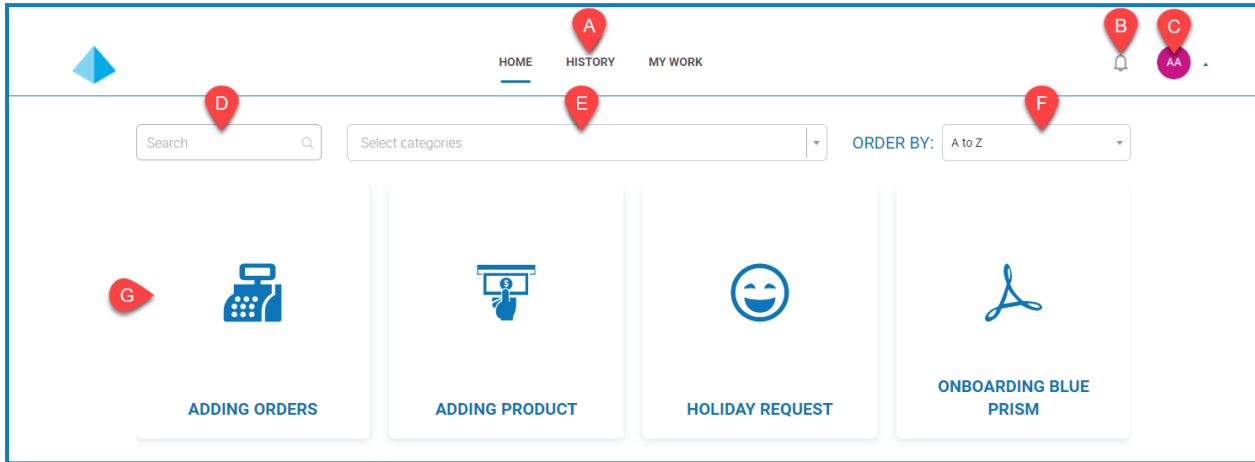 A B C
HOME HISTORY MY WORK AA
D E F
Search Select categories ORDER BY: A to Z
G
$
ADDING ORDERS ADDING PRODUCT HOLIDAY REQUEST ONBOARDING BLUE
PRISM